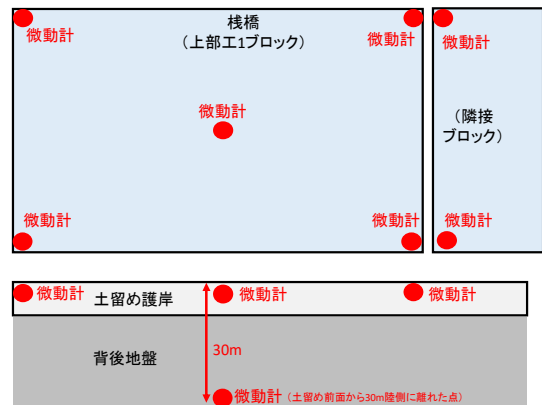 栈橋
(上部工1ブロック)
微動計
微動計
微動計
微動計
(隣接
ブロック)
微動計
微動計
微動計
微動計 土留め護岸
微動計
微動計
背後地盤
30m
微動計(土留め前面から30m陸側に離れた点)